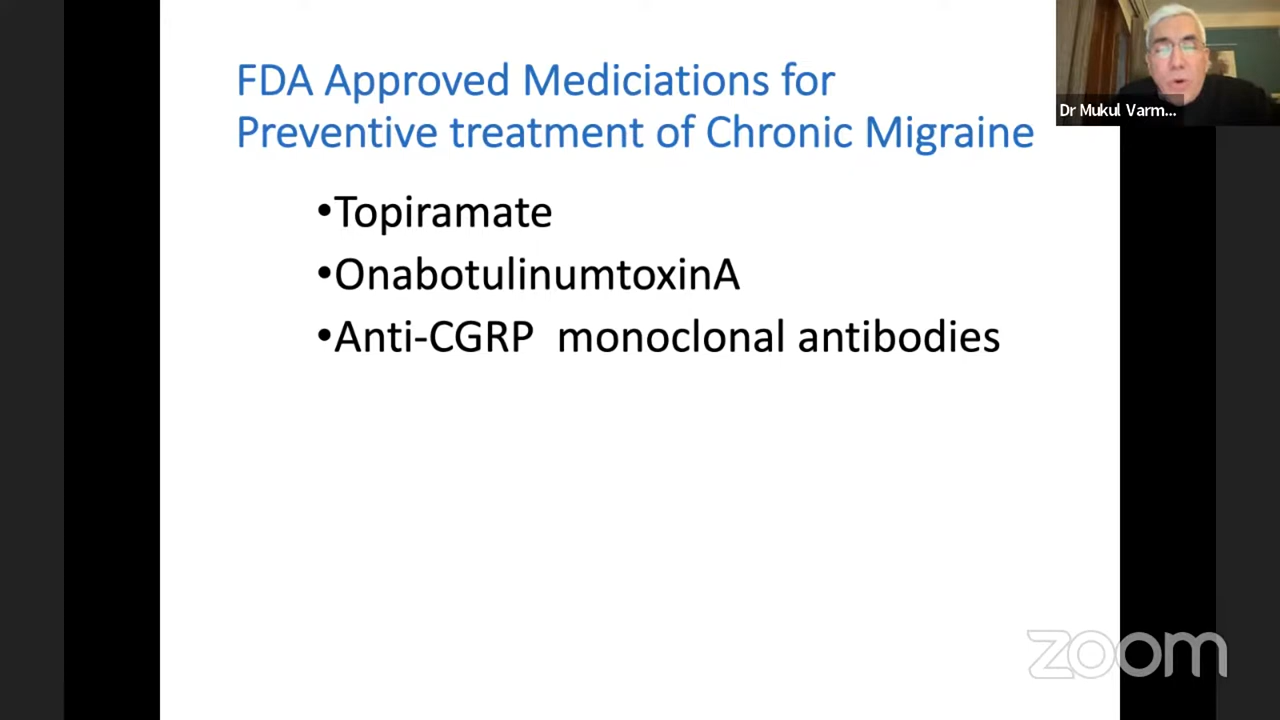 FDA Approved Mediciations for
Preventive treatment of Chronic Migraine
•Topiramate
•OnabotulinumtoxinA
•Anti-CGRP monoclonal antibodies
Dr Mukul Varm...
zoom